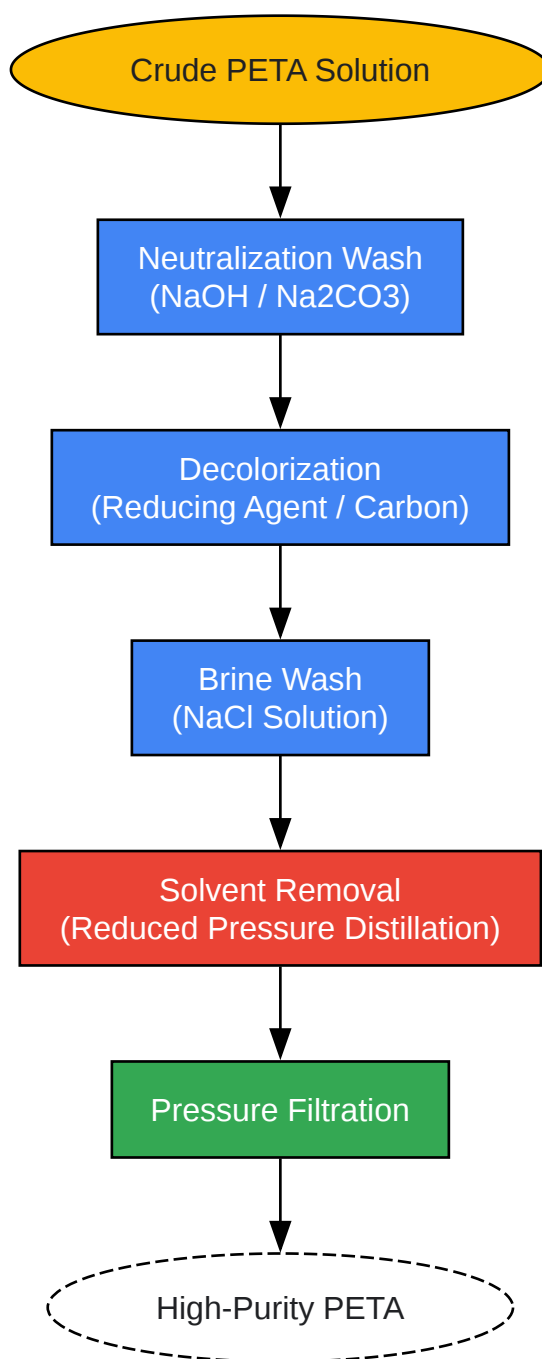 Crude PETA Solution
Neutralization Wash
(NaOH / Na2CO3)
Decolorization
(Reducing Agent / Carbon)
Brine Wash
(NaCl Solution)
Solvent Removal
(Reduced Pressure Distillation)
Pressure Filtration
High-Purity PETA